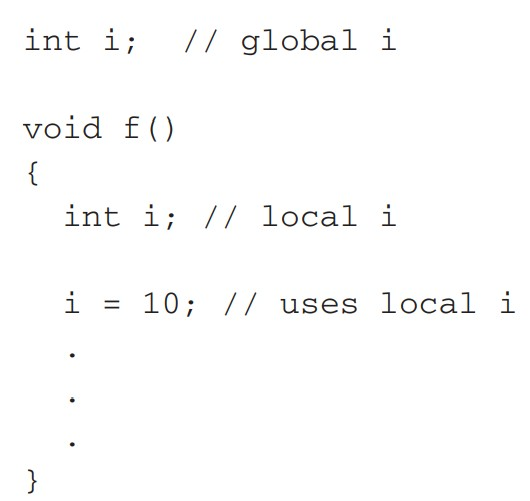 int i;  // global i
void f()
{
  int i; // local i
  i = 10; // uses local i
  .
  .
  .
}